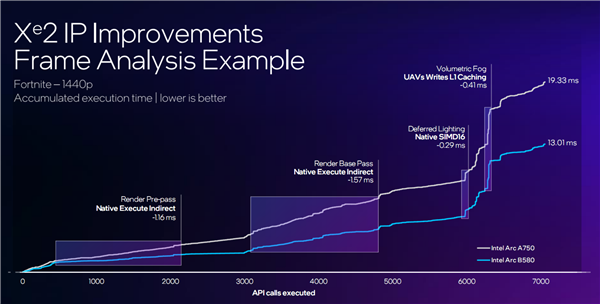 Xe2 IP Improvements
Frame Analysis Example
Fortnite – 1440p
Accumulated execution time | lower is better
Volumetric Fog
UAVs Writes L1 Caching
-0.41 ms
19.33 ms
Deferred Lighting
Native SIMD16
-0.29 ms
13.01 ms
Render Base Pass
Native Execute Indirect
-1.57 ms
Render Pre-pass
Native Execute Indirect
-1.16 ms
Intel Arc A750
Intel Arc B580
0 1000 2000 3000 4000 5000 6000 7000
API calls executed